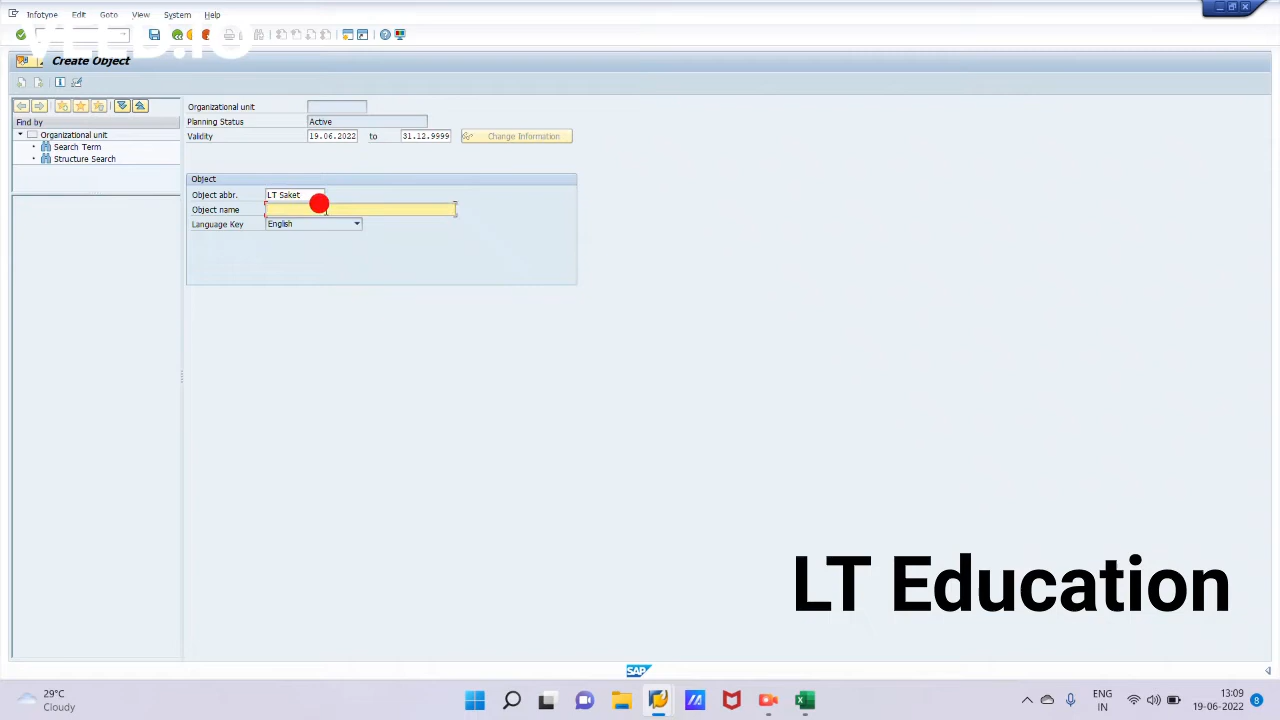 Infotype Edit Goto View System Help
Create Object
Find by
Organizational unit
Search Term
Structure Search
Organizational unit
Planning Status Active
Validity 19.06.2022 to 31.12.9999 Change Information
Object
Object abbr. LT Saket
Object name
Language Key English
LT Education
SAP
29°C
Cloudy
ENG
IN
13:09
19-06-2022
8